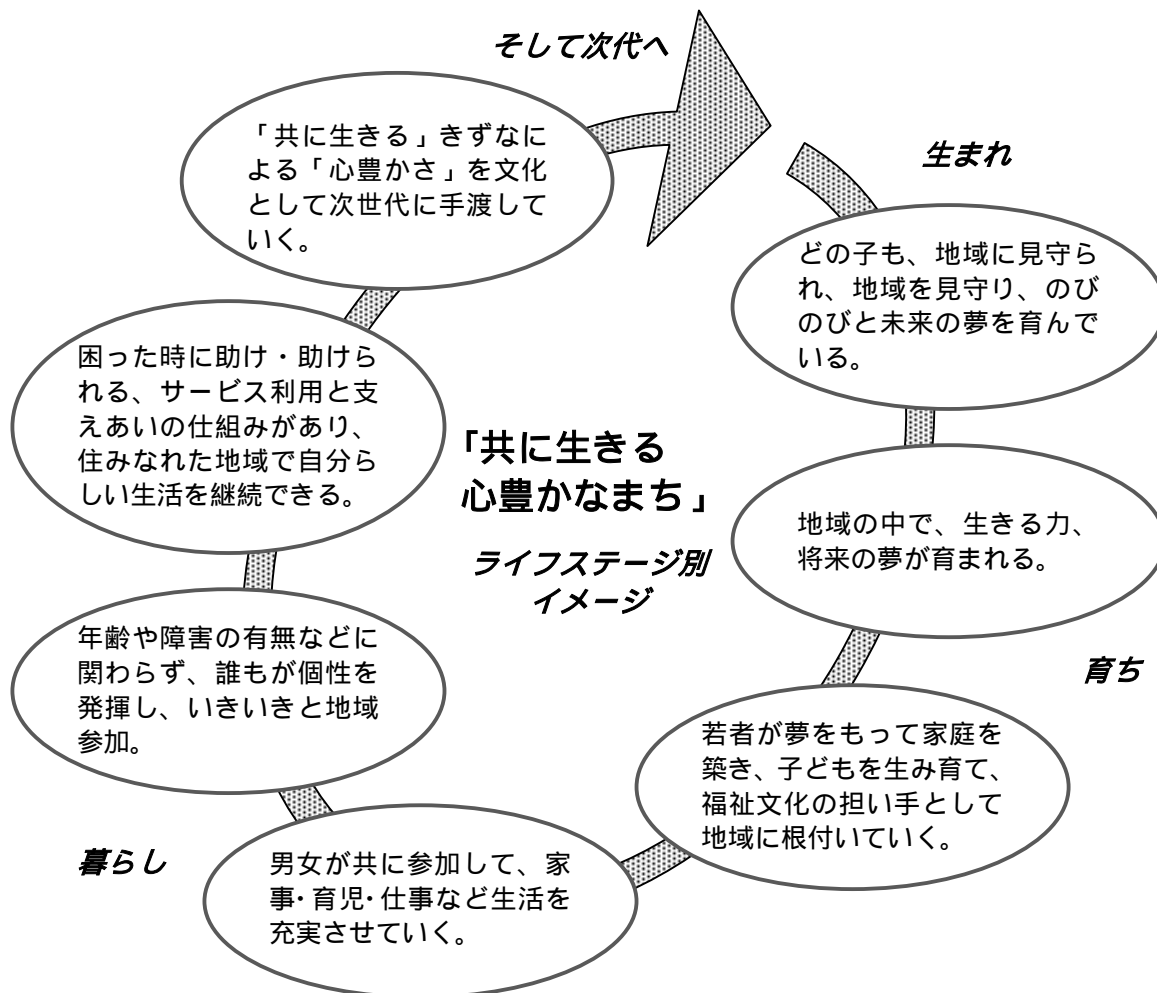 そして次代へ
「共に生きる」きずなに
よる「心豊かさ」を文化
として次世代に手渡して
いく。
生まれ
どの子も、地域に見守ら
れ、地域を見守り、のび
のびと未来の夢を育んで
いる。
困った時に助け・助けら
れる、サービス利用と支
えあいの仕組みがあり、
住みなれた地域で自分ら
しい生活を継続できる。
「共に生きる
心豊かなまち」
ライフステージ別
イメージ
地域の中で、生きる力、
将来の夢が育まれる。
育ち
年齢や障害の有無などに
関わらず、誰もが個性を
発揮し、いきいきと地域
参加。
若者が夢をもって家庭を
築き、子どもを生み育て、
福祉文化の担い手として
地域に根付いていく。
暮らし
男女が共に参加して、家
事・育児・仕事など生活を
充実させていく。